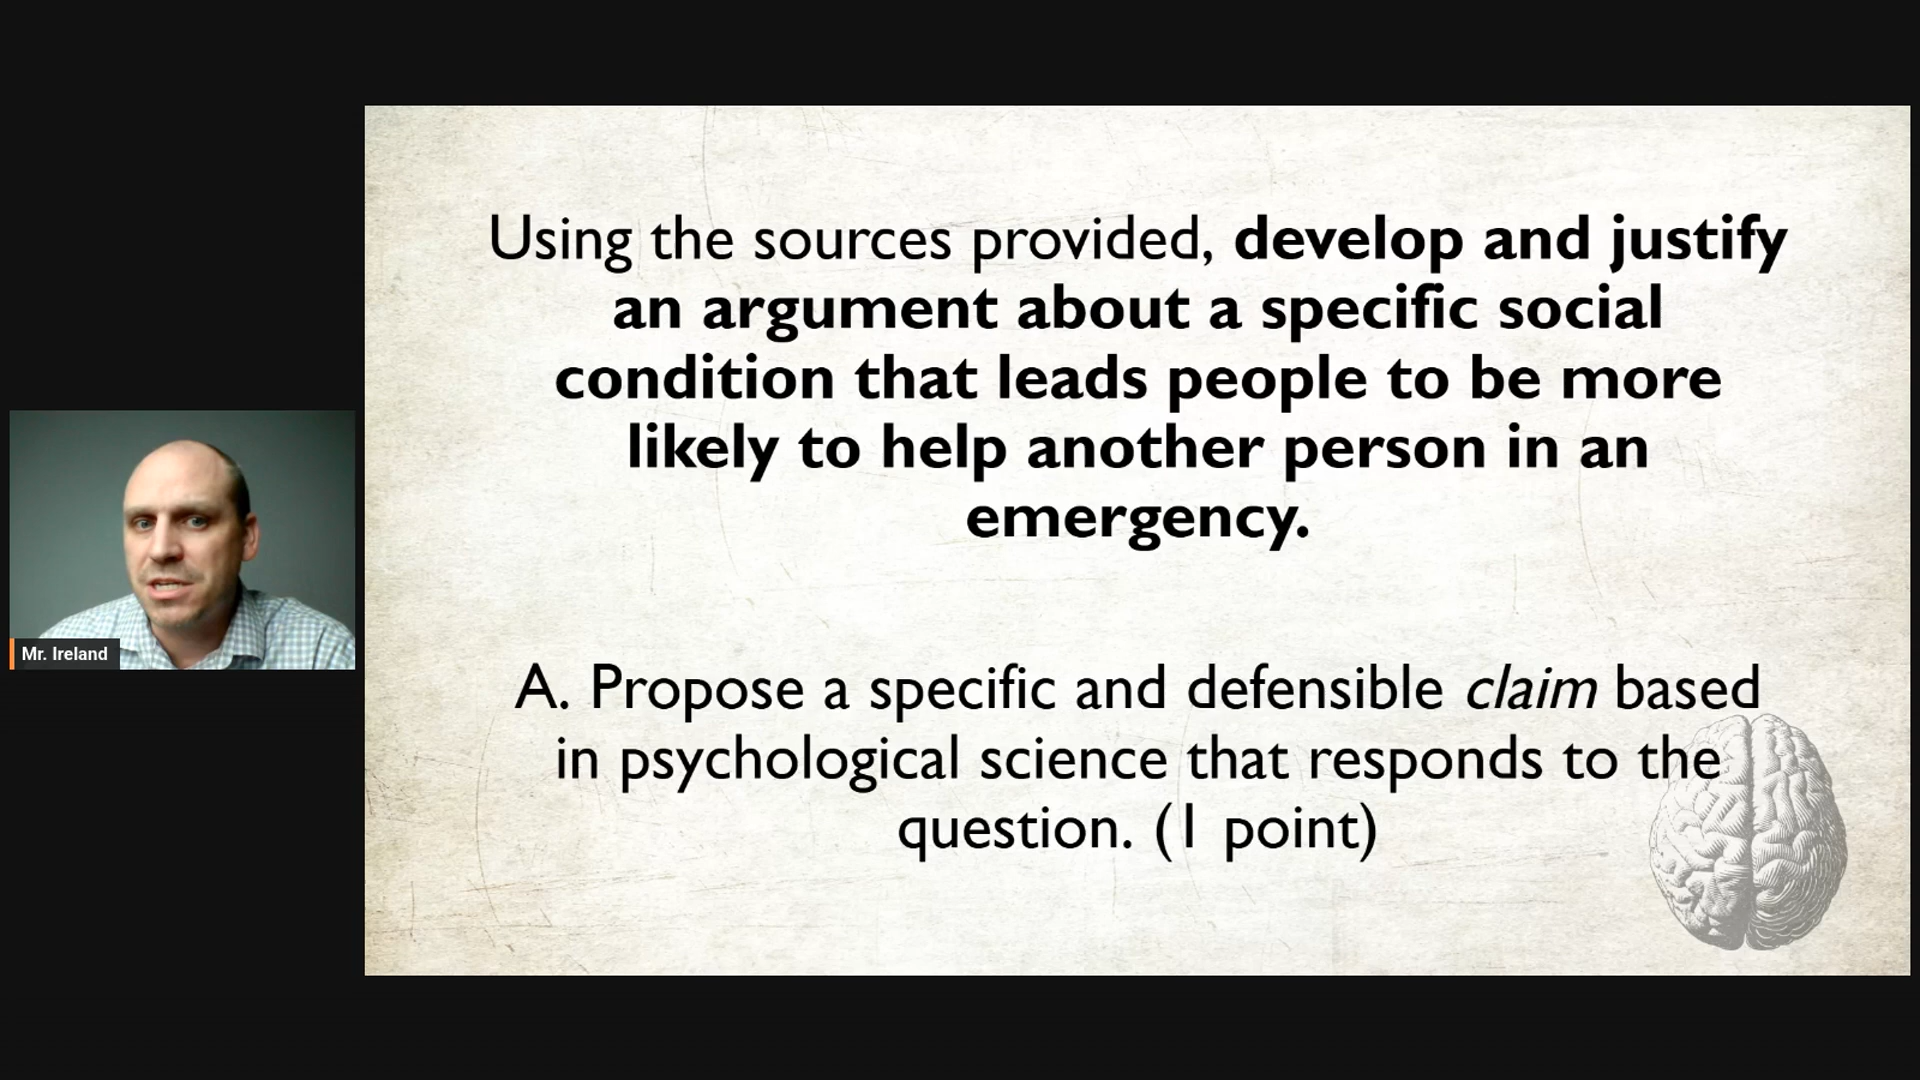 Using the sources provided, develop and justify
an argument about a specific social
condition that leads people to be more
likely to help another person in an
emergency.
A. Propose a specific and defensible claim based
in psychological science that responds to the
question. (1 point)
Mr. Ireland